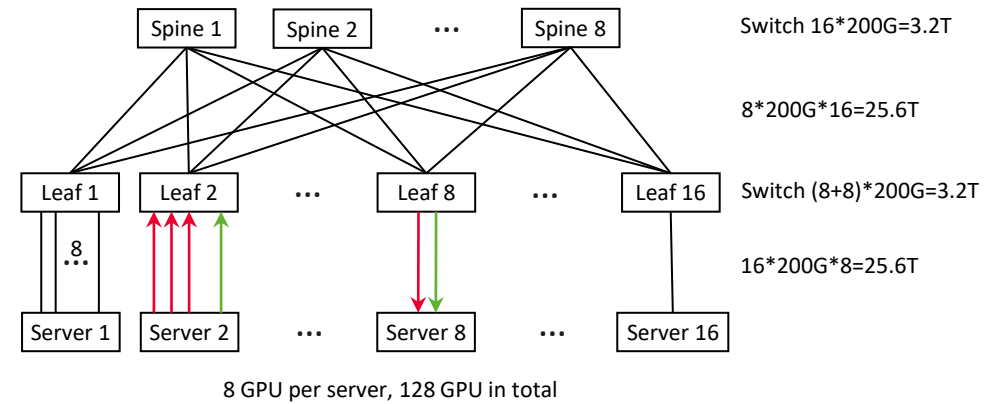 Spine 1
Spine 2
...
Spine 8
Switch 16*200G=3.2T
8*200G*16=25.6T
Leaf 1
Leaf 2
...
Leaf 8
...
Leaf 16
Switch (8+8)*200G=3.2T
8
...
16*200G*8=25.6T
Server 1
Server 2
...
Server 8
...
Server 16
8 GPU per server, 128 GPU in total